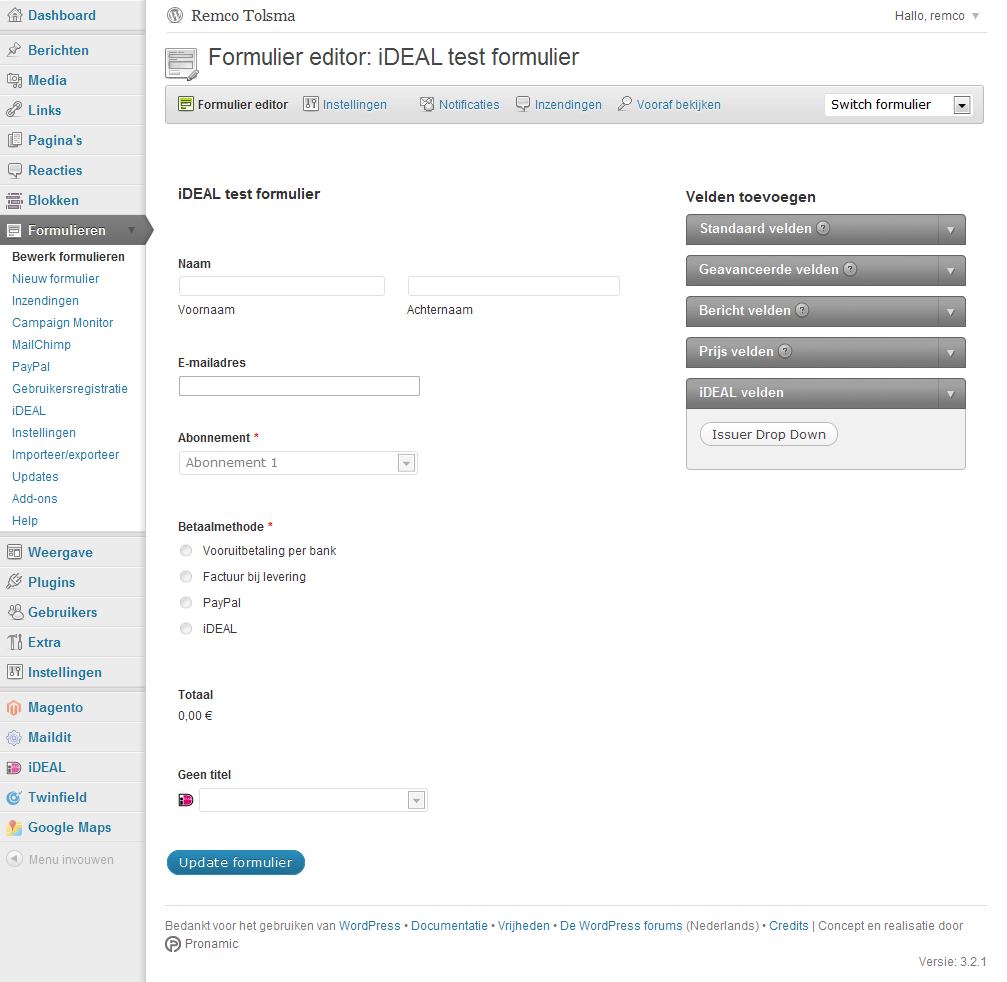 Dashboard
Berichten
Media
Links
Pagina's
Reacties
Blokken
Formulieren
Bewerk formulieren
Nieuw formulier
Inzendingen
Campaign Monitor
MailChimp
PayPal
Gebruikersregistratie
iDEAL
Instellingen
Importeer/exporteer
Updates
Add-ons
Help
Weergave
Plugins
Gebruikers
Extra
Instellingen
Magento
Maildit
iDEAL
Twinfield
Google Maps
Menu invouwen
Remco Tolsma
Hallo, remco
Formulier editor: iDEAL test formulier
Formulier editor Instellingen Notificaties Inzendingen Vooraf bekijken Switch formulier
iDEAL test formulier
Naam
Voornaam Achternaam
E-mailadres
Abonnement *
Abonnement 1
Betaalmethode *
Vooruitbetaling per bank
Factuur bij levering
PayPal
iDEAL
Totaal
0,00 €
Geen titel
Update formulier
Velden toevoegen
Standaard velden ?
Geavanceerde velden ?
Bericht velden ?
Prijs velden ?
iDEAL velden
Issuer Drop Down
Bedankt voor het gebruiken van WordPress • Documentatie • Vrijheden • De WordPress forums (Nederlands) • Credits | Concept en realisatie door
Pronamic
Versie: 3.2.1